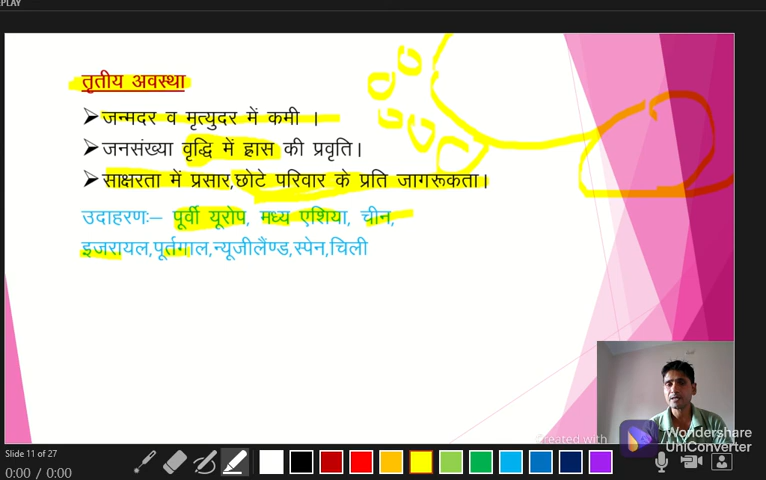 PLAY
तृतीय अवस्था
➤जन्मदर व मृत्युदर में कमी ।
➤जनसंख्या वृद्धि में ह्रास की प्रवृति।
➤साक्षरता में प्रसार,छोटे परिवार के प्रति जागरूकता।
उदाहरणः– पूर्वी यूरोप, मध्य एशिया, चीन,
इजरायल,पूर्तगाल,न्यूजीलैंण्ड,स्पेन,चिली
Created with
Wondershare
UniConverter
Slide 11 of 27
0:00 / 0:00